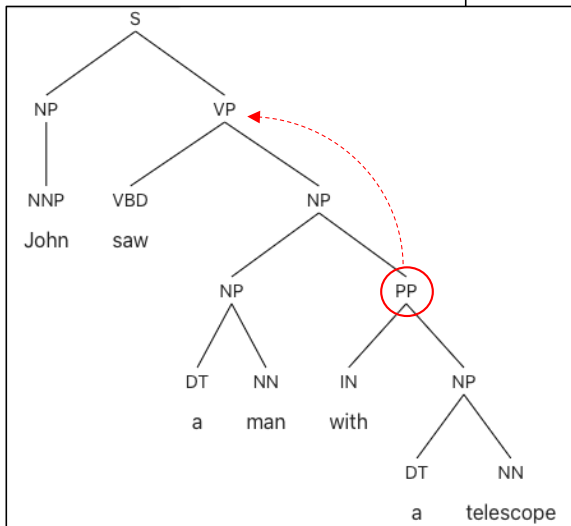 S
NP VP
NNP VBD NP
John saw
NP PP
DT NN IN NP
a man with
DT NN
a telescope